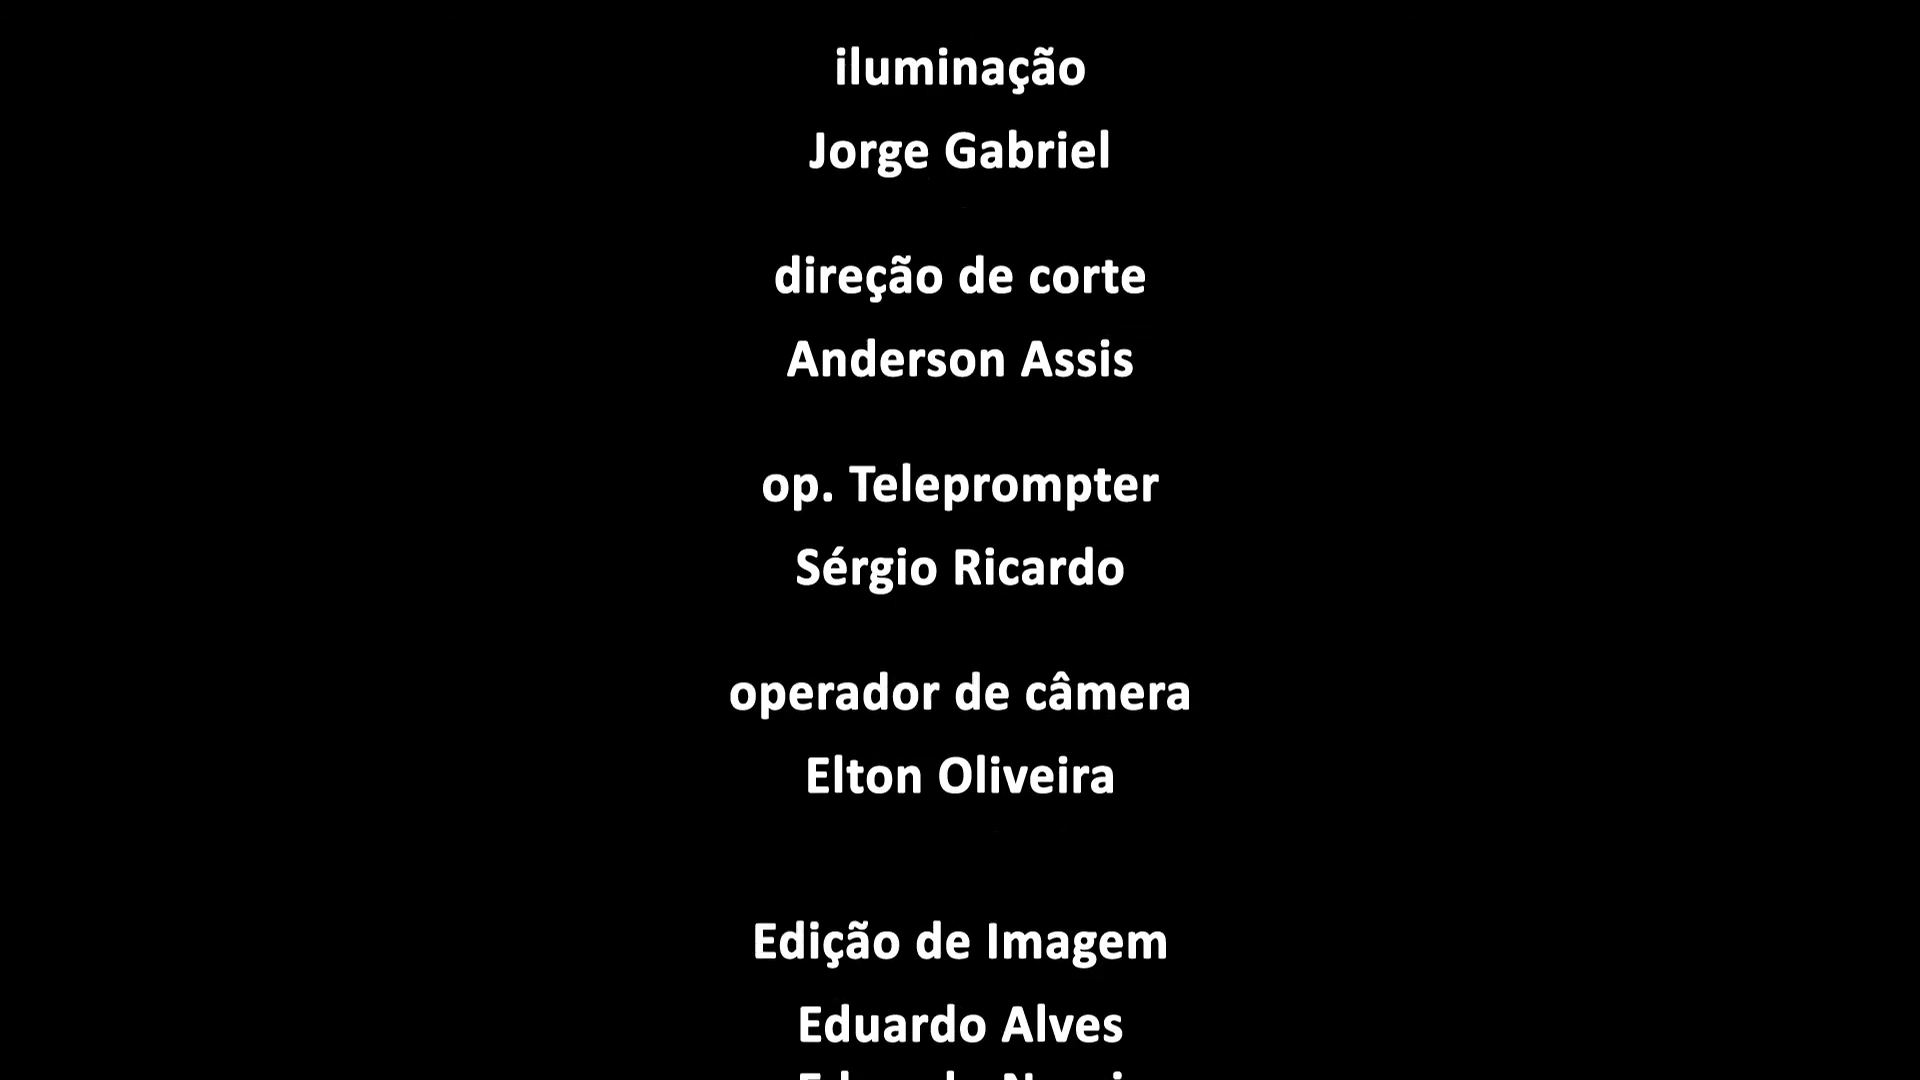 iluminação
Jorge Gabriel
direção de corte
Anderson Assis
op. Teleprompter
Sérgio Ricardo
operador de câmera
Elton Oliveira
Edição de Imagem
Eduardo Alves